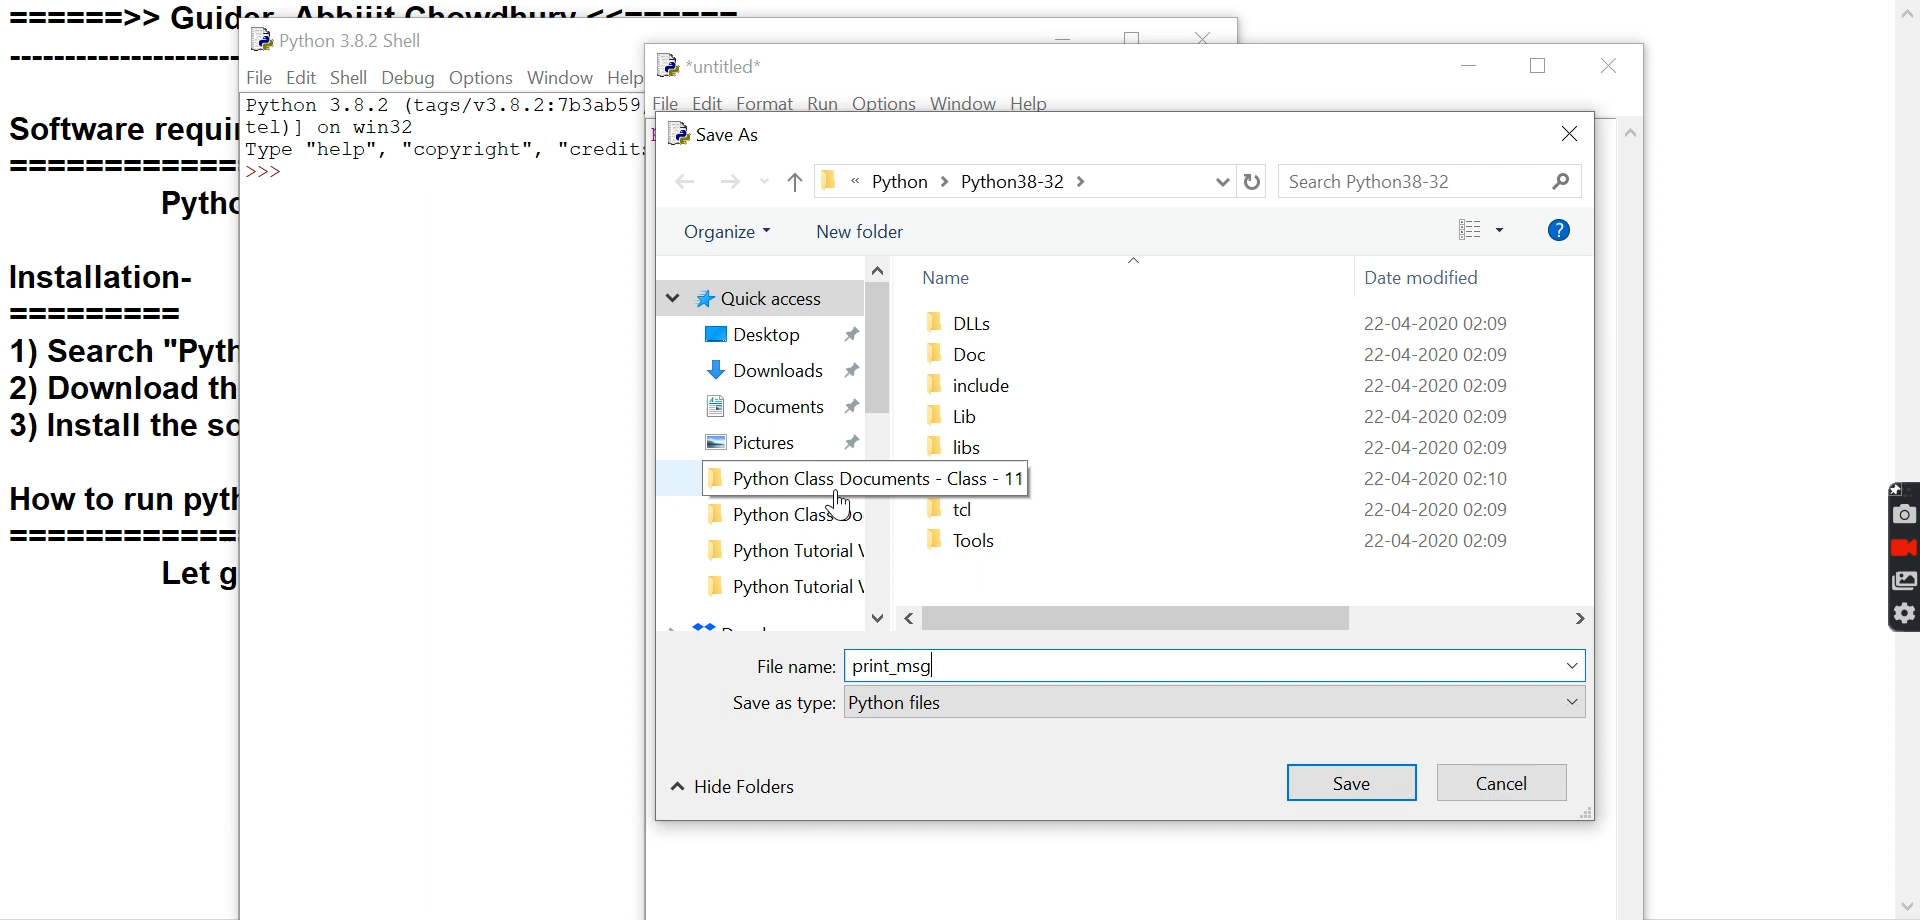 ======>> Guider Abhijit Chowdhury <<======
Software requi
=============
Pytho
Installation-
=========
1) Search "Pyth
2) Download th
3) Install the so
How to run pyth
=============
Let g
Python 3.8.2 Shell
File Edit Shell Debug Options Window Help
Python 3.8.2 (tags/v3.8.2:7b3ab59
tel)] on win32
Type "help", "copyright", "credit
>>>
*untitled*
File Edit Format Run Options Window Help
Save As
« Python > Python38-32 >
Search Python38-32
Organize
New folder
Name
Date modified
Quick access
Desktop
Downloads
Documents
Pictures
Python Class Documents - Class - 11
Python Class Do
Python Tutorial V
Python Tutorial V
DLLs 22-04-2020 02:09
Doc 22-04-2020 02:09
include 22-04-2020 02:09
Lib 22-04-2020 02:09
libs 22-04-2020 02:09
22-04-2020 02:10
tcl 22-04-2020 02:09
Tools 22-04-2020 02:09
File name: print_msg
Save as type: Python files
Hide Folders
Save
Cancel